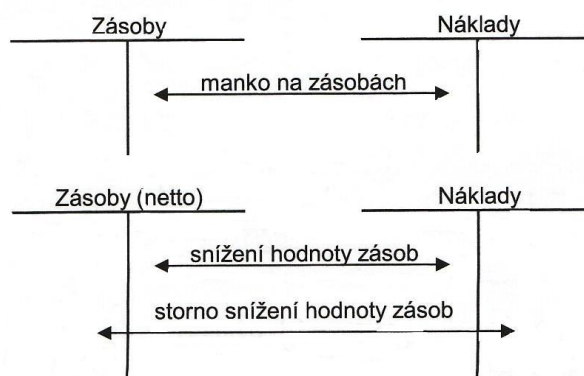 Zásoby Náklady
manko na zásobách
Zásoby (netto) Náklady
snížení hodnoty zásob
storno snížení hodnoty zásob